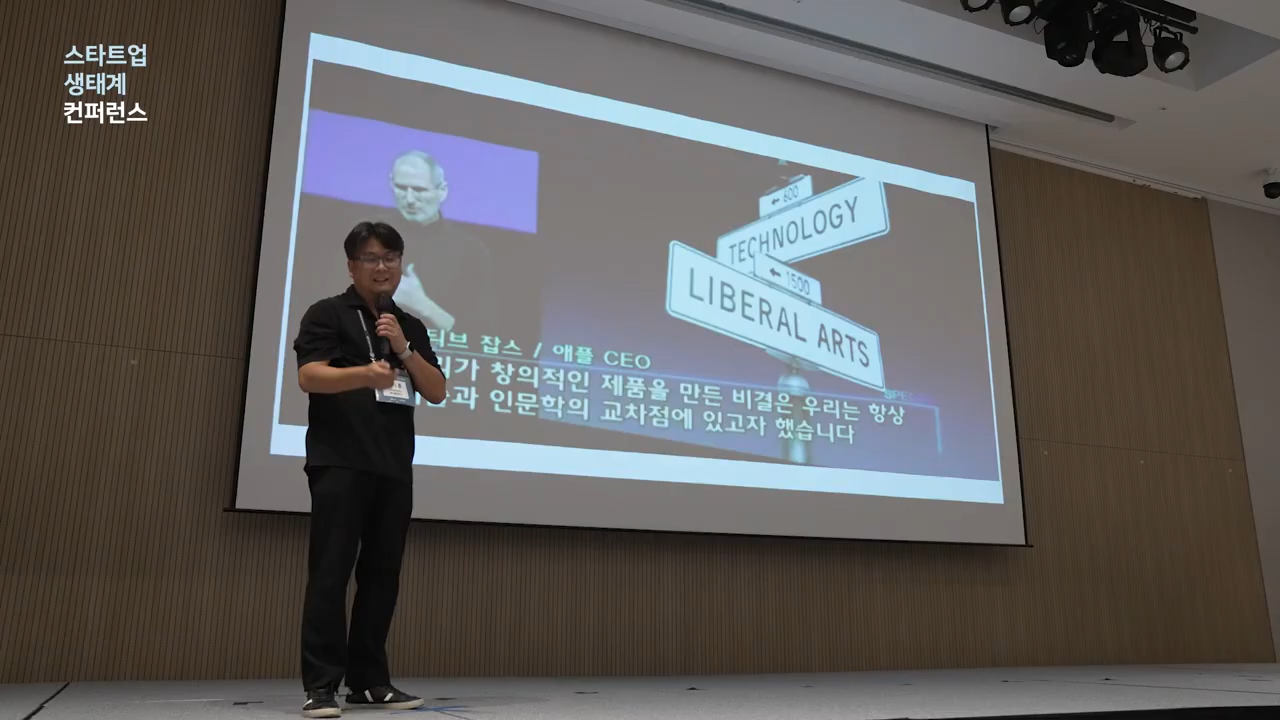 스타트업
생태계
컨퍼런스
← 600
TECHNOLOGY
← 1500
LIBERAL ARTS
브 잡스 / 애플 CEO
가 창의적인 제품을 만든 비결은 우리는 항상
과 인문학의 교차점에 있고자 했습니다